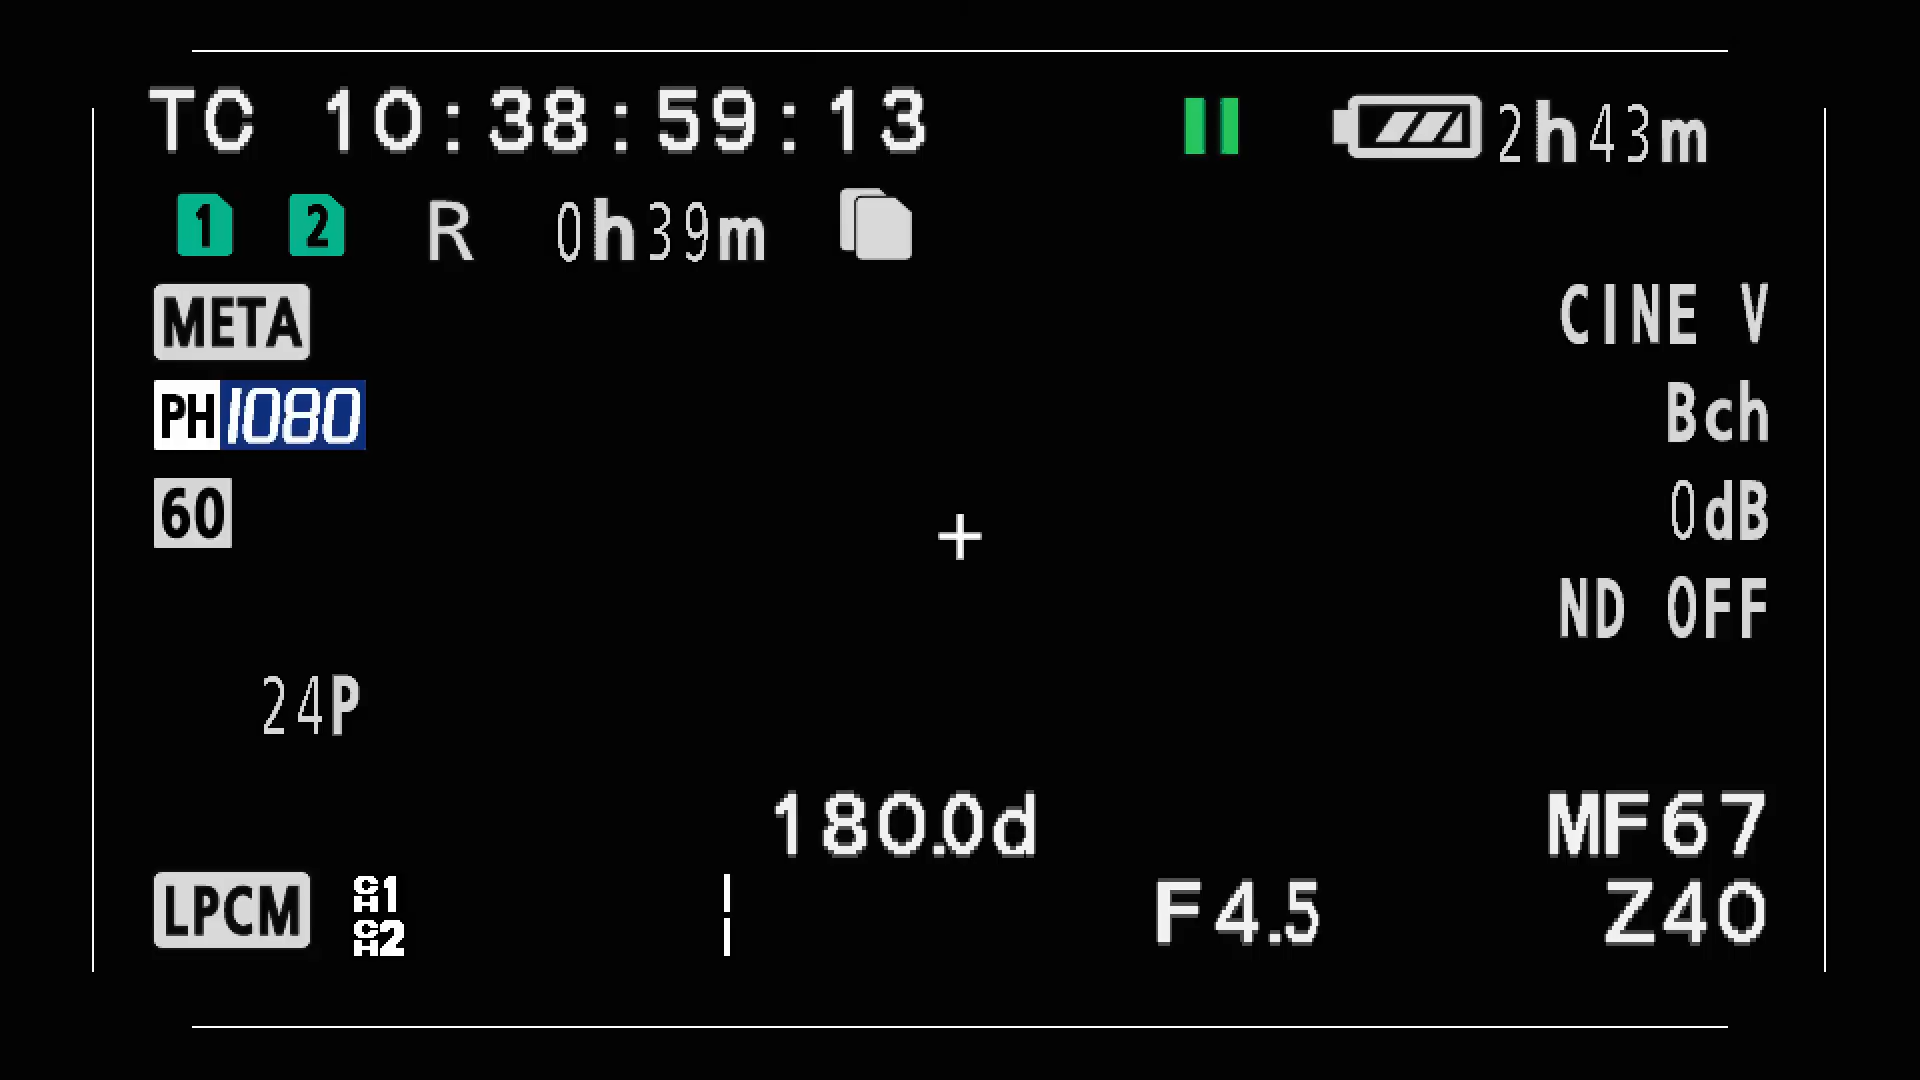 TC 10:38:59:13 2h43m
1 2 R 0h39m
META CINE V
PH 1080 Bch
60 0dB
ND OFF
24P
180.0d MF67
LPCM CH1 F4.5 Z40
CH2